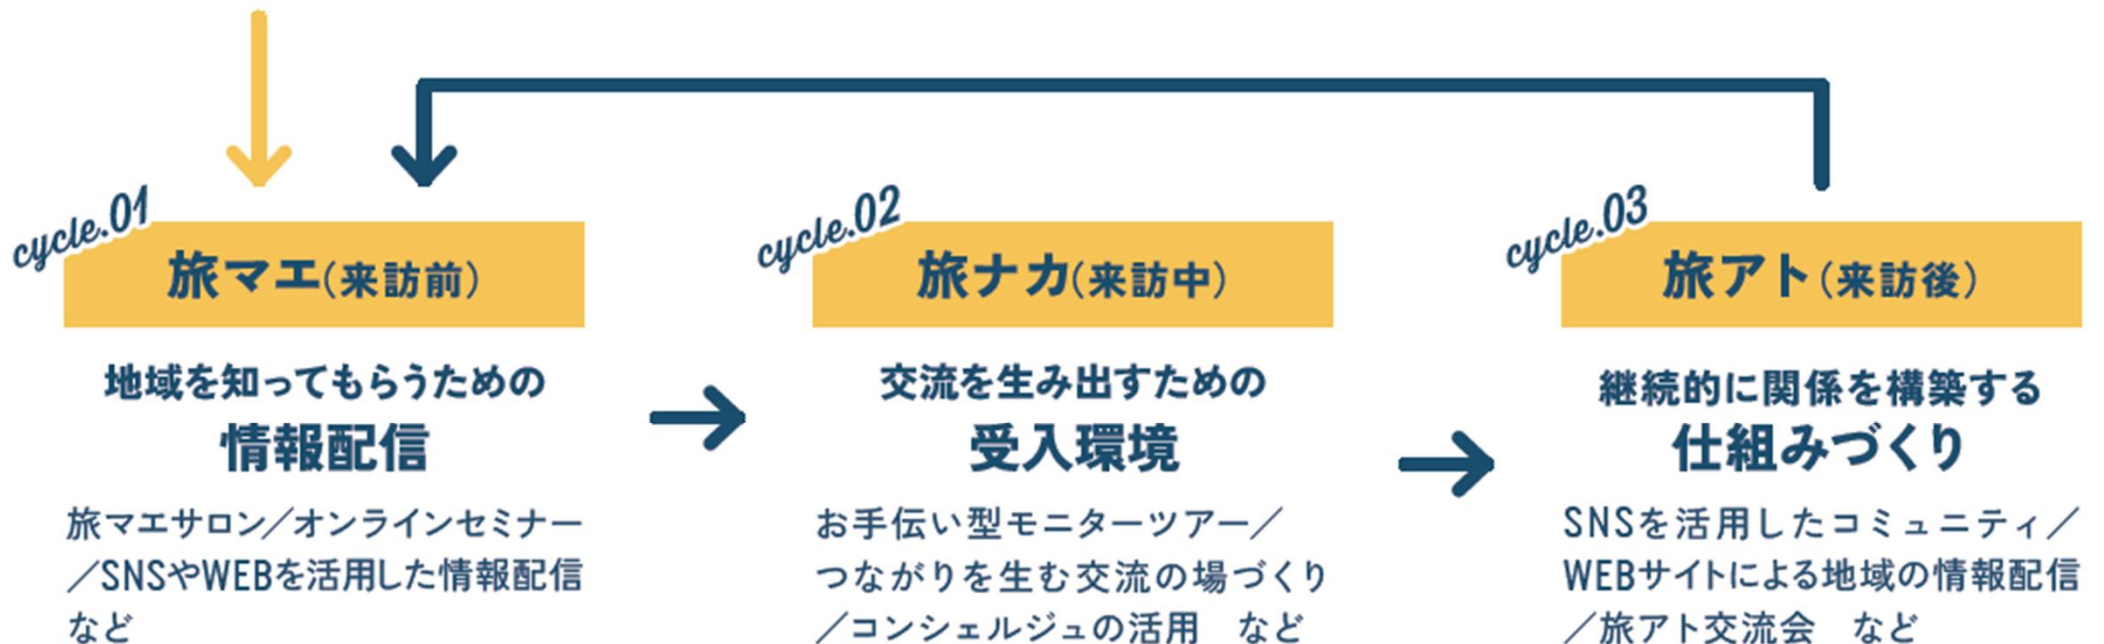 cycle.01
旅マエ(来訪前)
地域を知ってもらうための
情報配信
旅マエサロン／オンラインセミナー
／SNSやWEBを活用した情報配信
など
cycle.02
旅ナカ(来訪中)
交流を生み出すための
受入環境
お手伝い型モニターツアー／
つながりを生む交流の場づくり
／コンシェルジュの活用　など
cycle.03
旅アト(来訪後)
継続的に関係を構築する
仕組みづくり
SNSを活用したコミュニティ／
WEBサイトによる地域の情報配信
／旅アト交流会　など